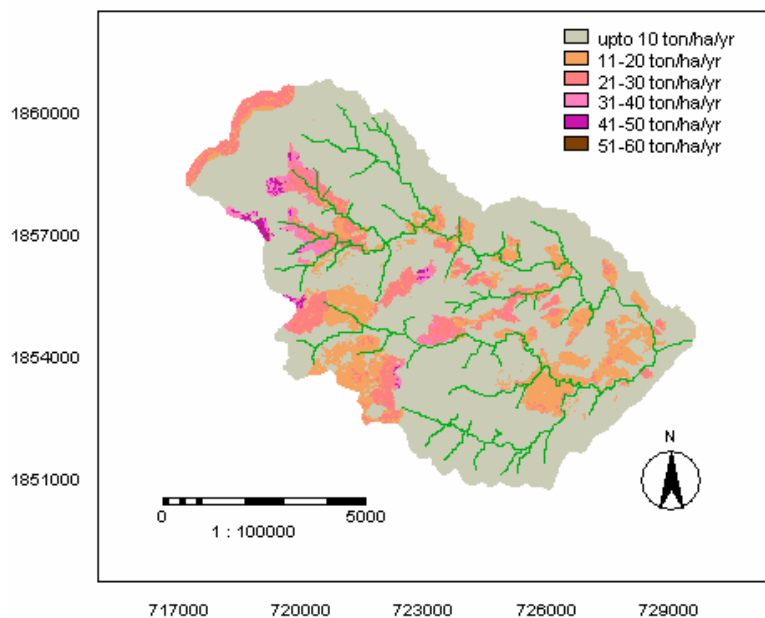 upto 10 ton/ha/yr
11-20 ton/ha/yr
21-30 ton/ha/yr
31-40 ton/ha/yr
41-50 ton/ha/yr
51-60 ton/ha/yr
1860000
1857000
1854000
1851000
N
0 5000
1 : 100000
717000 720000 723000 726000 729000